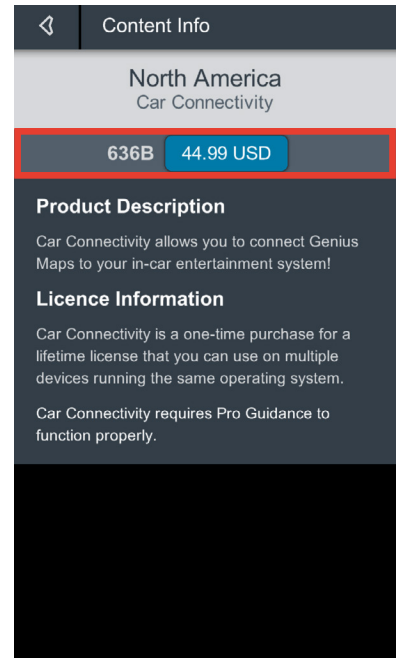 Content Info
North America
Car Connectivity
636B 44.99 USD
Product Description
Car Connectivity allows you to connect Genius
Maps to your in-car entertainment system!
Licence Information
Car Connectivity is a one-time purchase for a
lifetime license that you can use on multiple
devices running the same operating system.
Car Connectivity requires Pro Guidance to
function properly.